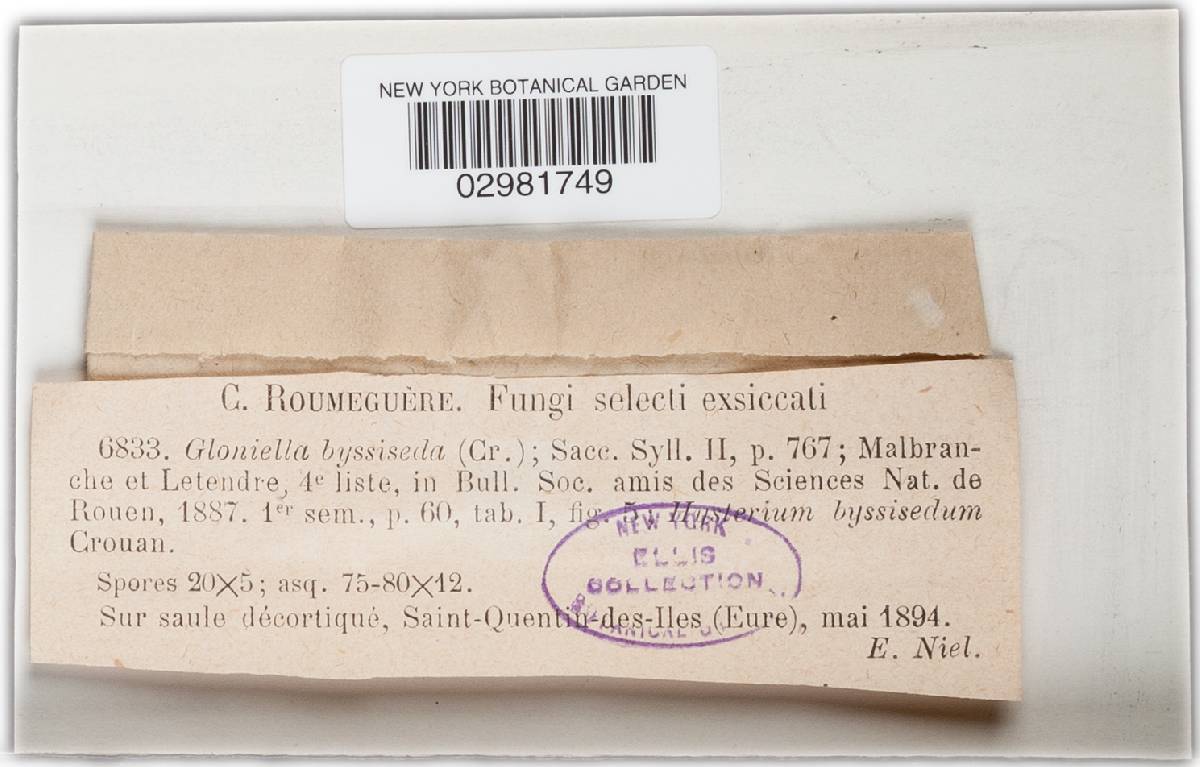 NEW YORK BOTANICAL GARDEN
02981749
C. ROUMEGUÈRE. Fungi selecti exsiccati
6833. Gloniella byssiseda (Cr.); Sacc. Syll. II, p. 767; Malbran-
che et Letendre, 4e liste, in Bull. Soc. amis des Sciences Nat. de
Rouen, 1887. 1er sem., p. 60, tab. I, fig. 5. Hysterium byssisedum
Crouan.
Spores 20×5; asq. 75-80×12.
Sur saule décortiqué, Saint-Quentin-des-Iles (Eure), mai 1894.
E. Niel.
NEW YORK
ELLIS
COLLECTION